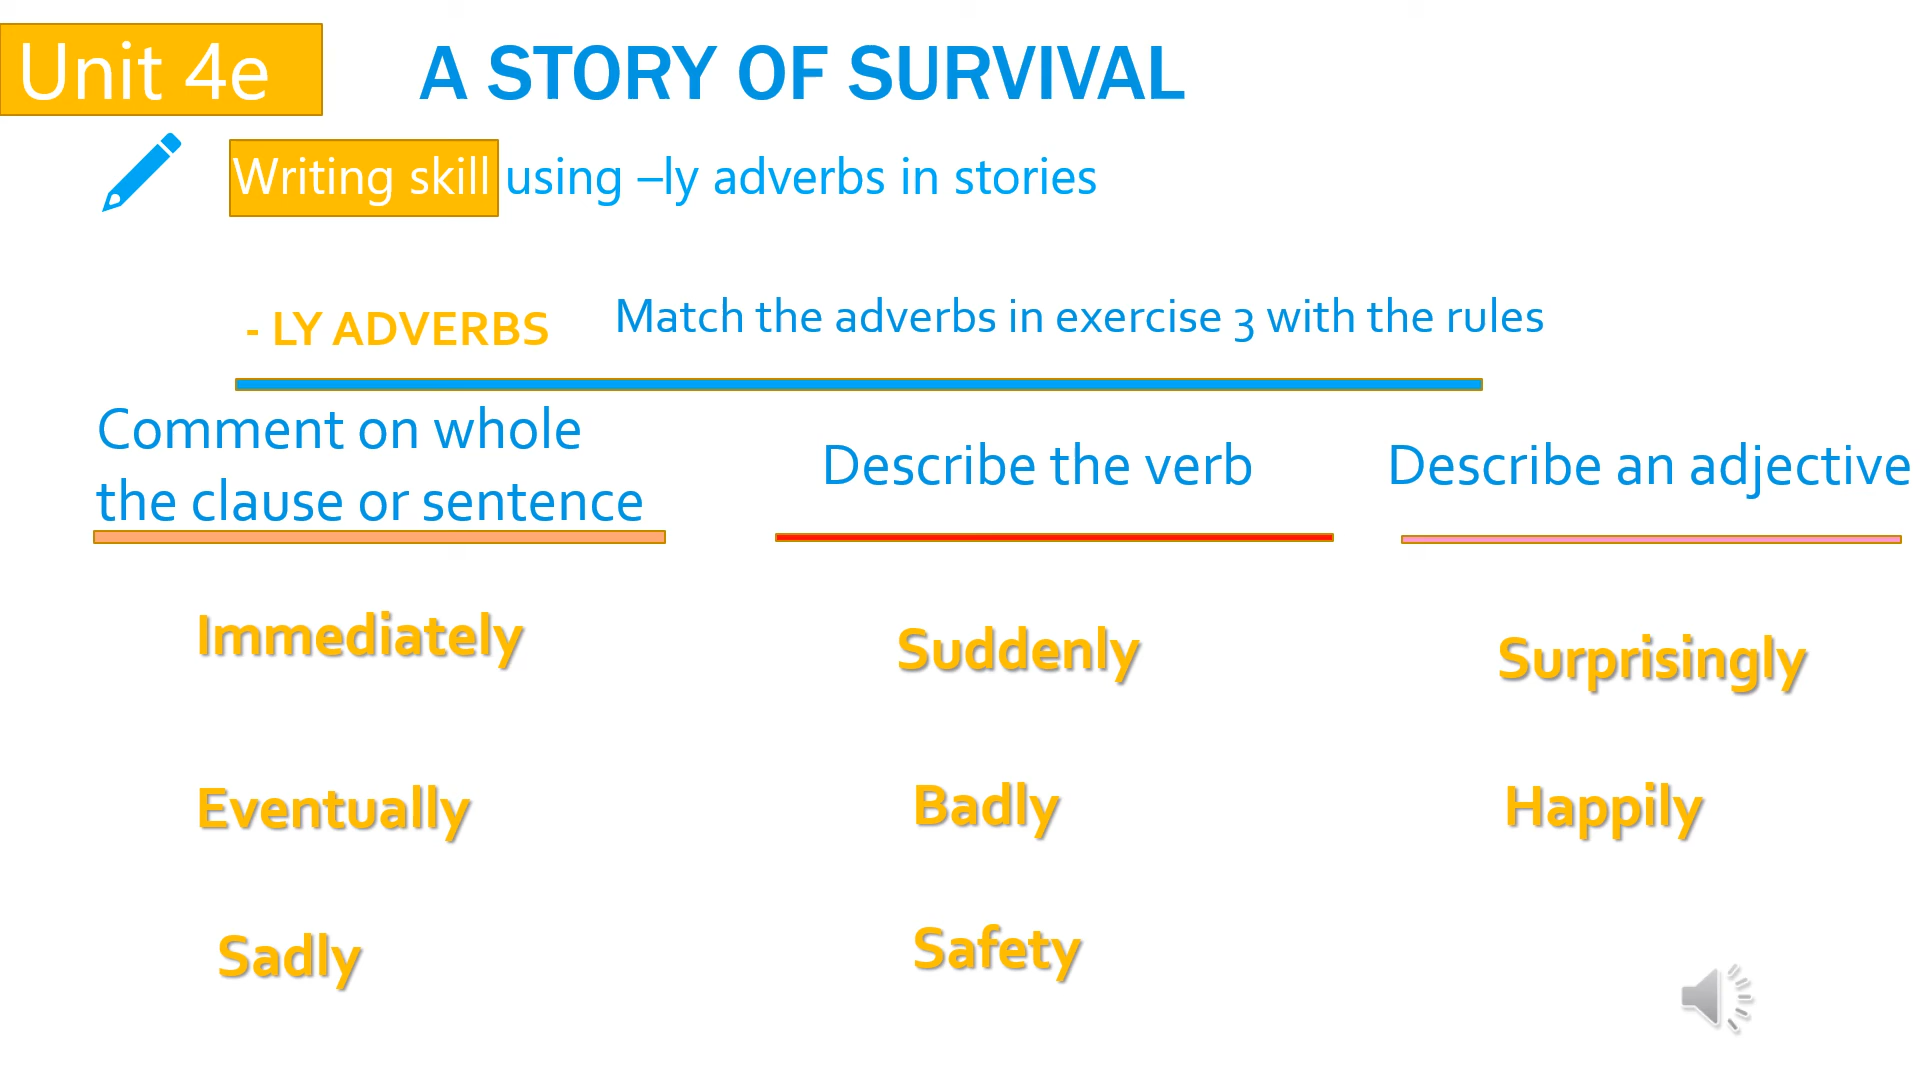 Unit 4e
A STORY OF SURVIVAL
Writing skill using –ly adverbs in stories
- LY ADVERBS
Match the adverbs in exercise 3 with the rules
Comment on whole
the clause or sentence
Describe the verb
Describe an adjective
Immediately
Suddenly
Surprisingly
Eventually
Badly
Happily
Sadly
Safety